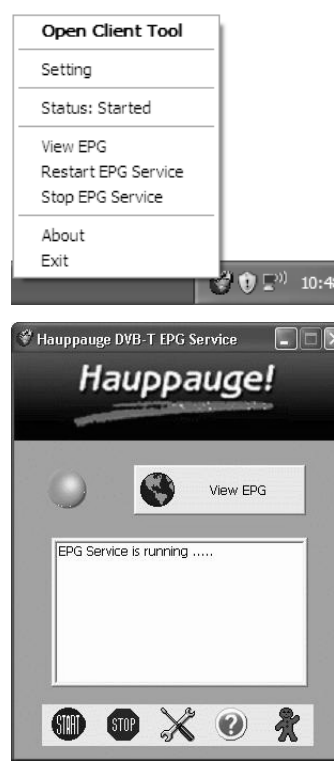 Open Client Tool
Setting
Status: Started
View EPG
Restart EPG Service
Stop EPG Service
About
Exit
10:48
Hauppauge DVB-T EPG Service
Hauppauge!
View EPG
EPG Service is running .....
START STOP ?